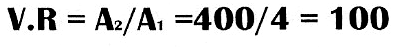 V.R = A₂/A₁ =400/4 = 100